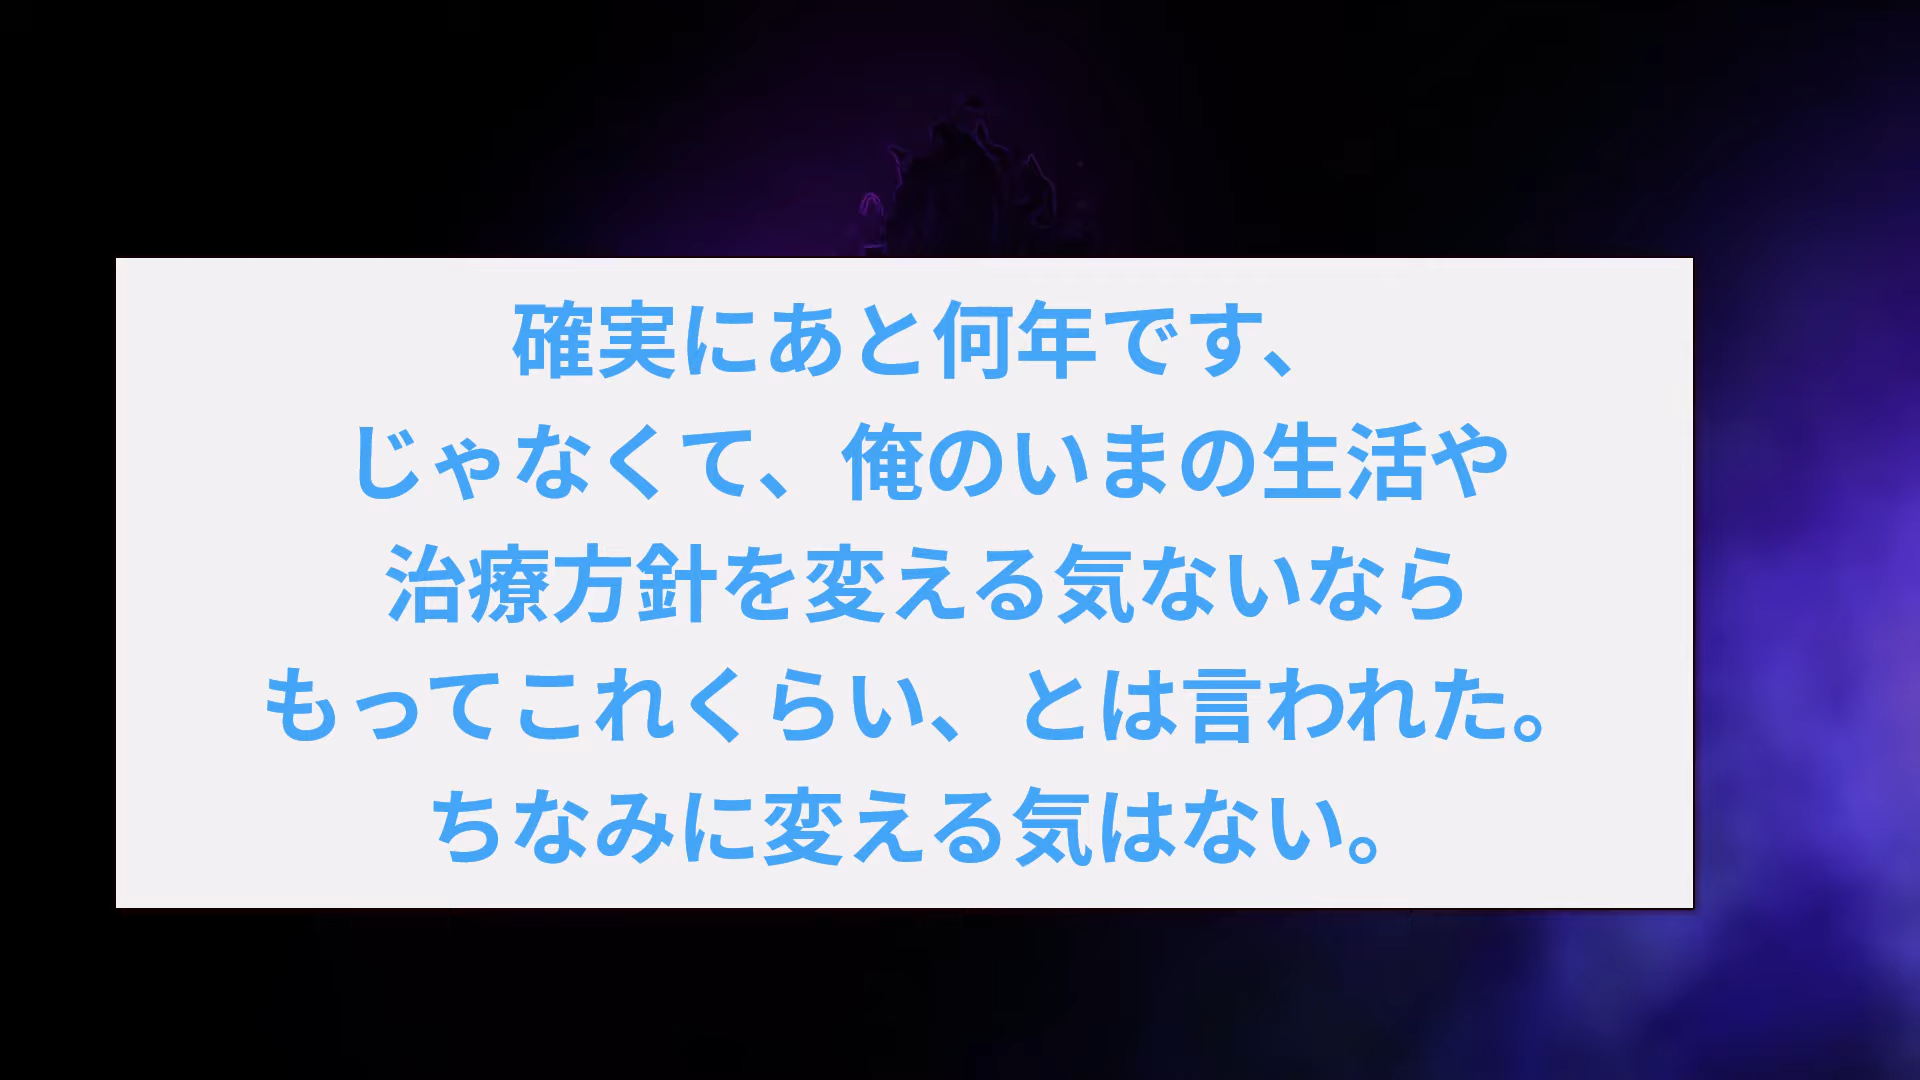 確実にあと何年です、
じゃなくて、俺のいまの生活や
治療方針を変える気ないなら
もってこれくらい、とは言われた。
ちなみに変える気はない。